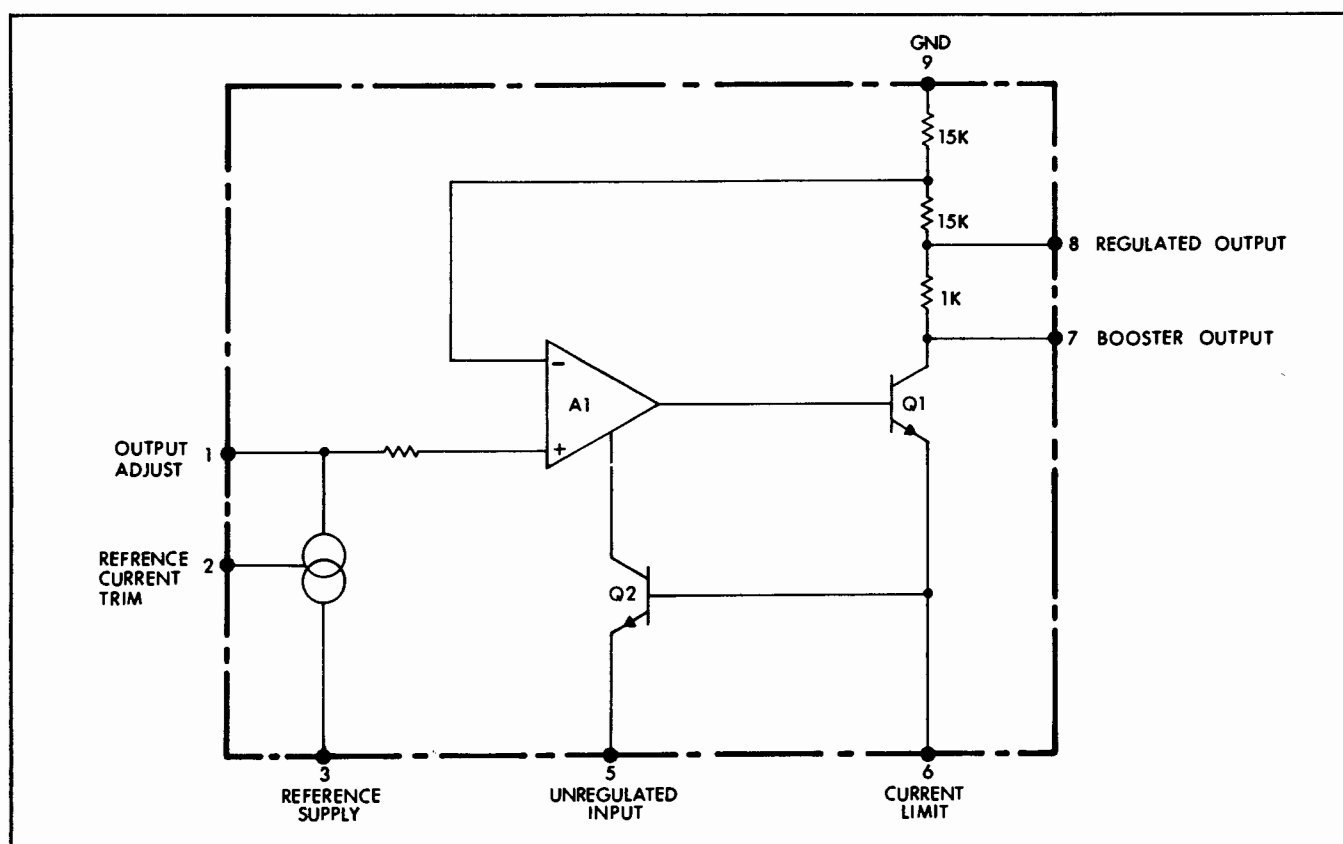 GND
9
15K
15K
8 REGULATED OUTPUT
1K
7 BOOSTER OUTPUT
−
A1
+
Q1
OUTPUT
ADJUST 1
REFRENCE
CURRENT 2
TRIM
Q2
3
REFERENCE
SUPPLY
5
UNREGULATED
INPUT
6
CURRENT
LIMIT